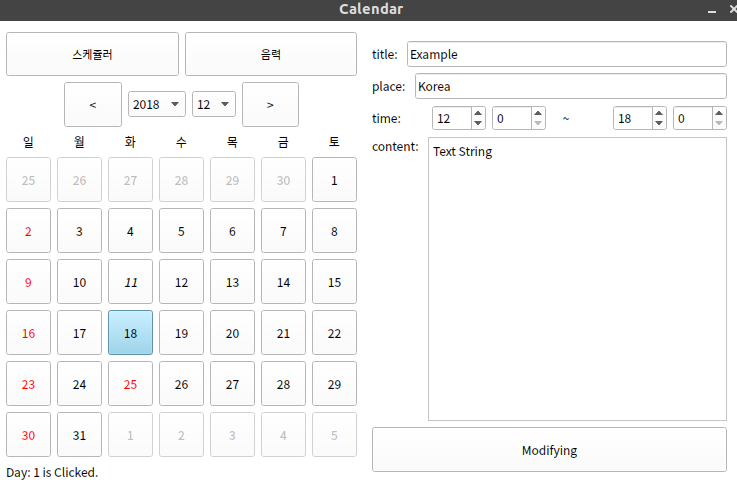 Calendar
스케쥴러 음력
< 2018 12 >
일 월 화 수 목 금 토
25 26 27 28 29 30 1
2 3 4 5 6 7 8
9 10 11 12 13 14 15
16 17 18 19 20 21 22
23 24 25 26 27 28 29
30 31 1 2 3 4 5
Day: 1 is Clicked.
title: Example
place: Korea
time: 12 0 ~ 18 0
content: Text String
Modifying